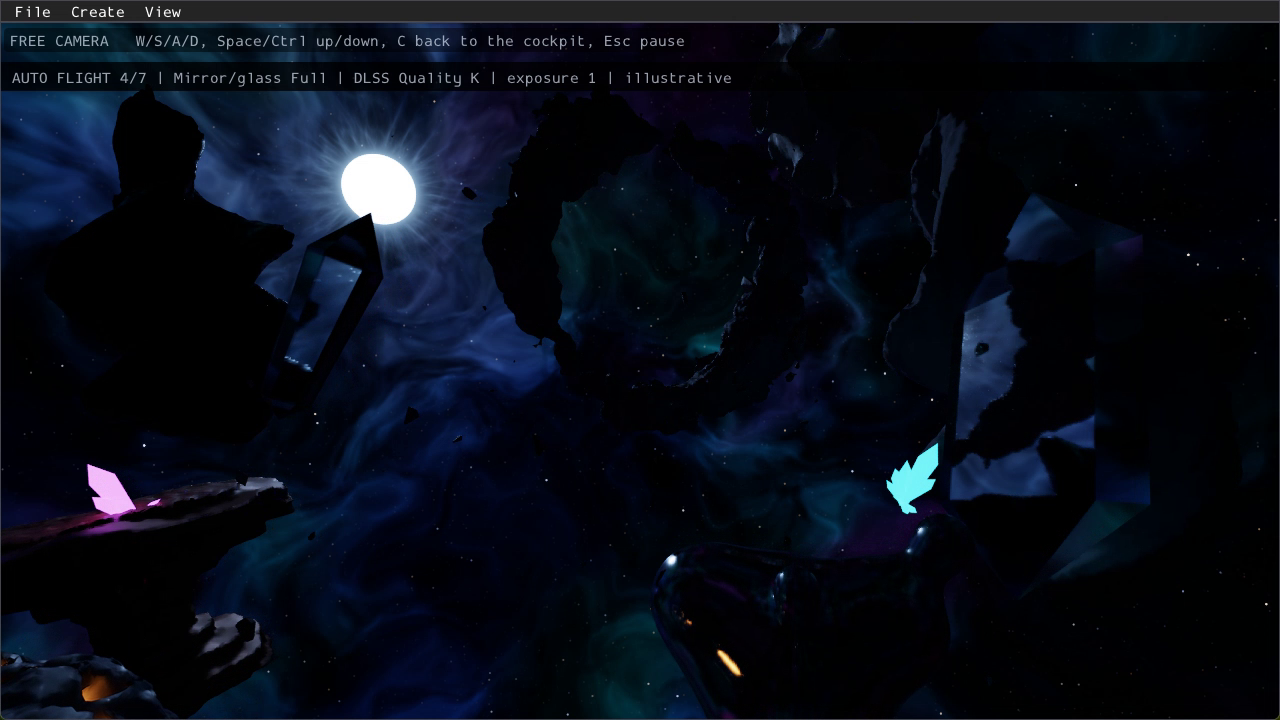 File Create View
FREE CAMERA W/S/A/D, Space/Ctrl up/down, C back to the cockpit, Esc pause
AUTO FLIGHT 4/7 | Mirror/glass Full | DLSS Quality K | exposure 1 | illustrative